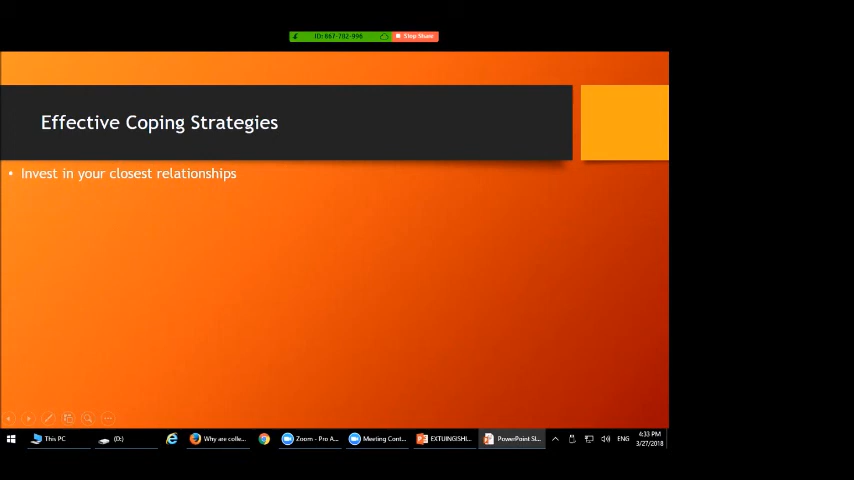 ID: 867-782-996
Stop Share
Effective Coping Strategies
• Invest in your closest relationships
This PC
(D:)
Why are colle...
Zoom - Pro A...
Meeting Cont...
EXTUINGISHI...
PowerPoint Sl...
ENG
4:33 PM
3/27/2018